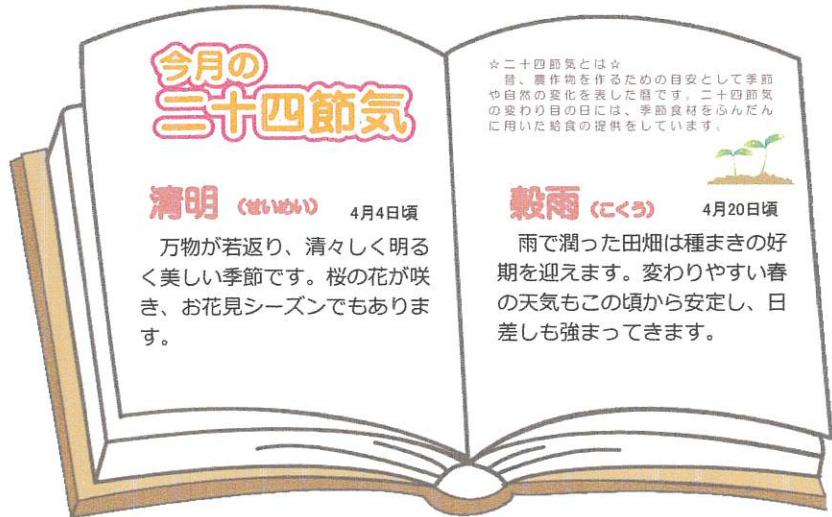 今月の
二十四節気
清明 (せいめい) 4月4日頃
　万物が若返り、清々しく明る
く美しい季節です。桜の花が咲
き、お花見シーズンでもありま
す。
☆二十四節気とは☆
　昔、農作物を作るための目安として季節
や自然の変化を表した暦です。二十四節気
の変わり目の日には、季節食材をふんだん
に用いた給食の提供をしています。
穀雨 (こくう) 4月20日頃
　雨で潤った田畑は種まきの好
期を迎えます。変わりやすい春
の天気もこの頃から安定し、日
差しも強まってきます。